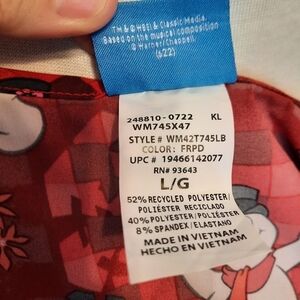 TM & © HBEI & Classic Media.
Based on the musical composition
© Warner/Chappell.
(s22)
248810-0722 KL
WM745X47
STYLE# WM42T745LB
COLOR: FRPD
UPC # 19466142077
RN# 93643
L/G
52% RECYCLED POLYESTER/
POLIÉSTER RECICLADO
40% POLYESTER/POLIÉSTER
8% SPANDEX/ELASTANO
MADE IN VIETNAM
HECHO EN VIETNAM